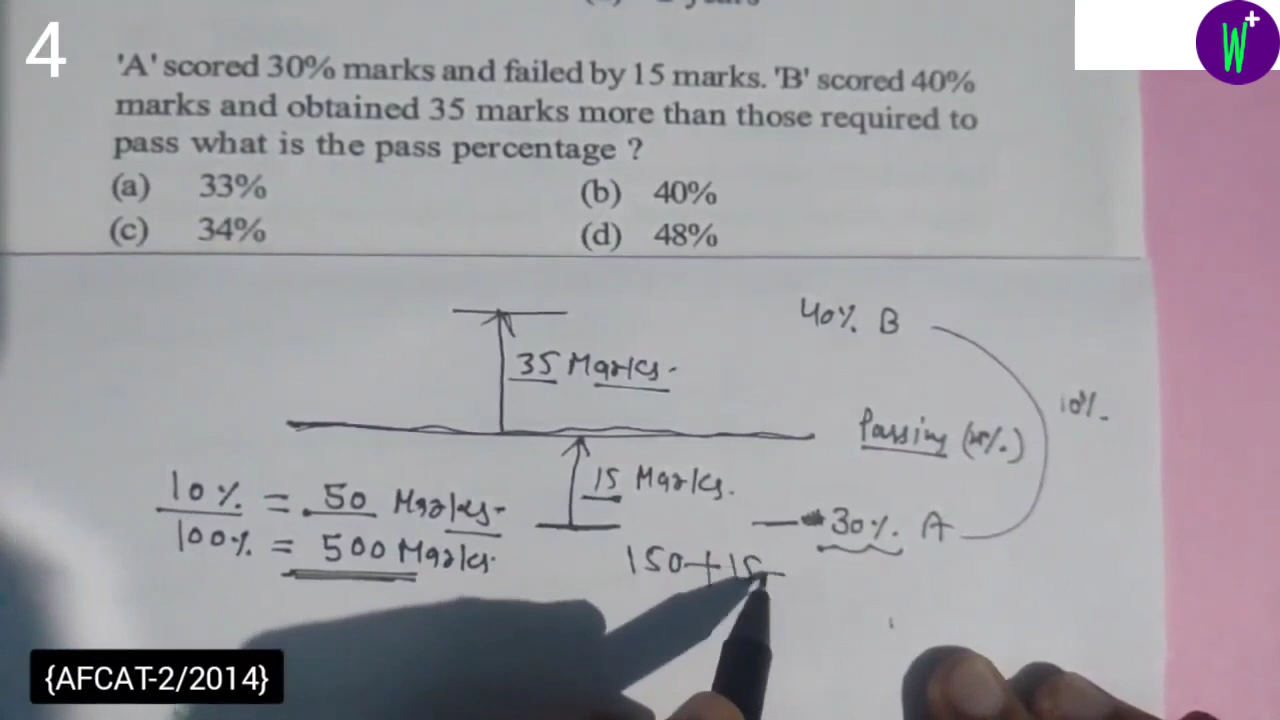 4
W+
'A' scored 30% marks and failed by 15 marks. 'B' scored 40%
marks and obtained 35 marks more than those required to
pass what is the pass percentage ?
(a) 33% (b) 40%
(c) 34% (d) 48%
40% B
35 Marks.
10%
Passing
15 Marks.
10% = 50 Marks
30% A
100% = 500 Marks
150+15
{AFCAT-2/2014}